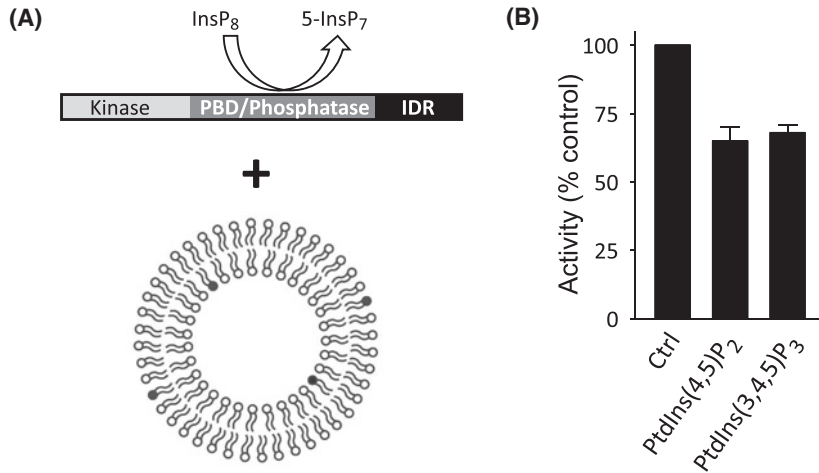 (A)
InsP₈ 5-InsP₇
Kinase PBD/Phosphatase IDR
+
(B)
Activity (% control)
100
75
50
25
0
Ctrl
PtdIns(4,5)P₂
PtdIns(3,4,5)P₃